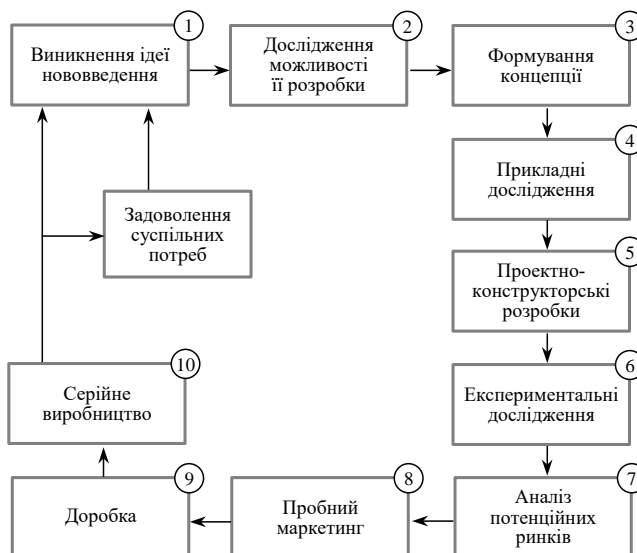 1
Виникнення ідеї
нововведення
2
Дослідження
можливості
її розробки
3
Формування
концепції
4
Прикладні
дослідження
Задоволення
суспільних
потреб
5
Проектно-
конструкторські
розробки
6
Експериментальні
дослідження
10
Серійне
виробництво
7
Аналіз
потенційних
ринків
8
Пробний
маркетинг
9
Доробка